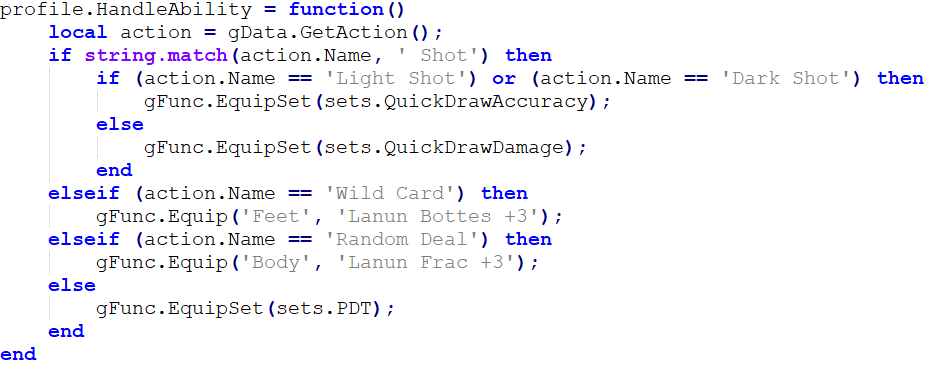 profile.HandleAbility = function()
    local action = gData.GetAction();
    if string.match(action.Name, ' Shot') then
        if (action.Name == 'Light Shot') or (action.Name == 'Dark Shot') then
            gFunc.EquipSet(sets.QuickDrawAccuracy);
        else
            gFunc.EquipSet(sets.QuickDrawDamage);
        end
    elseif (action.Name == 'Wild Card') then
        gFunc.Equip('Feet', 'Lanun Bottes +3');
    elseif (action.Name == 'Random Deal') then
        gFunc.Equip('Body', 'Lanun Frac +3');
    else
        gFunc.EquipSet(sets.PDT);
    end
end